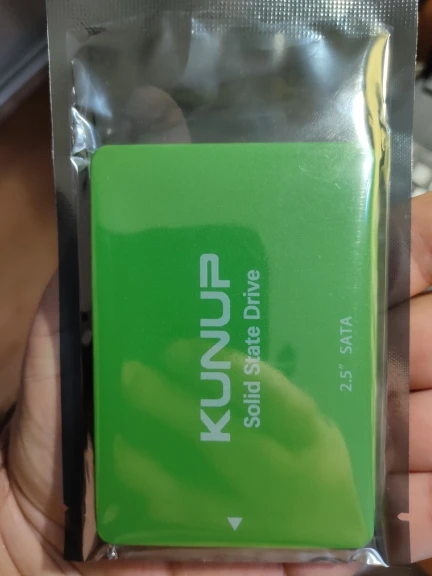 KUNUP
Solid State Drive
2.5" SATA